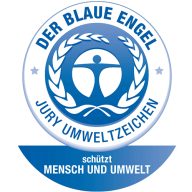 DER BLAUE ENGEL
JURY UMWELTZEICHEN
schützt
MENSCH UND UMWELT